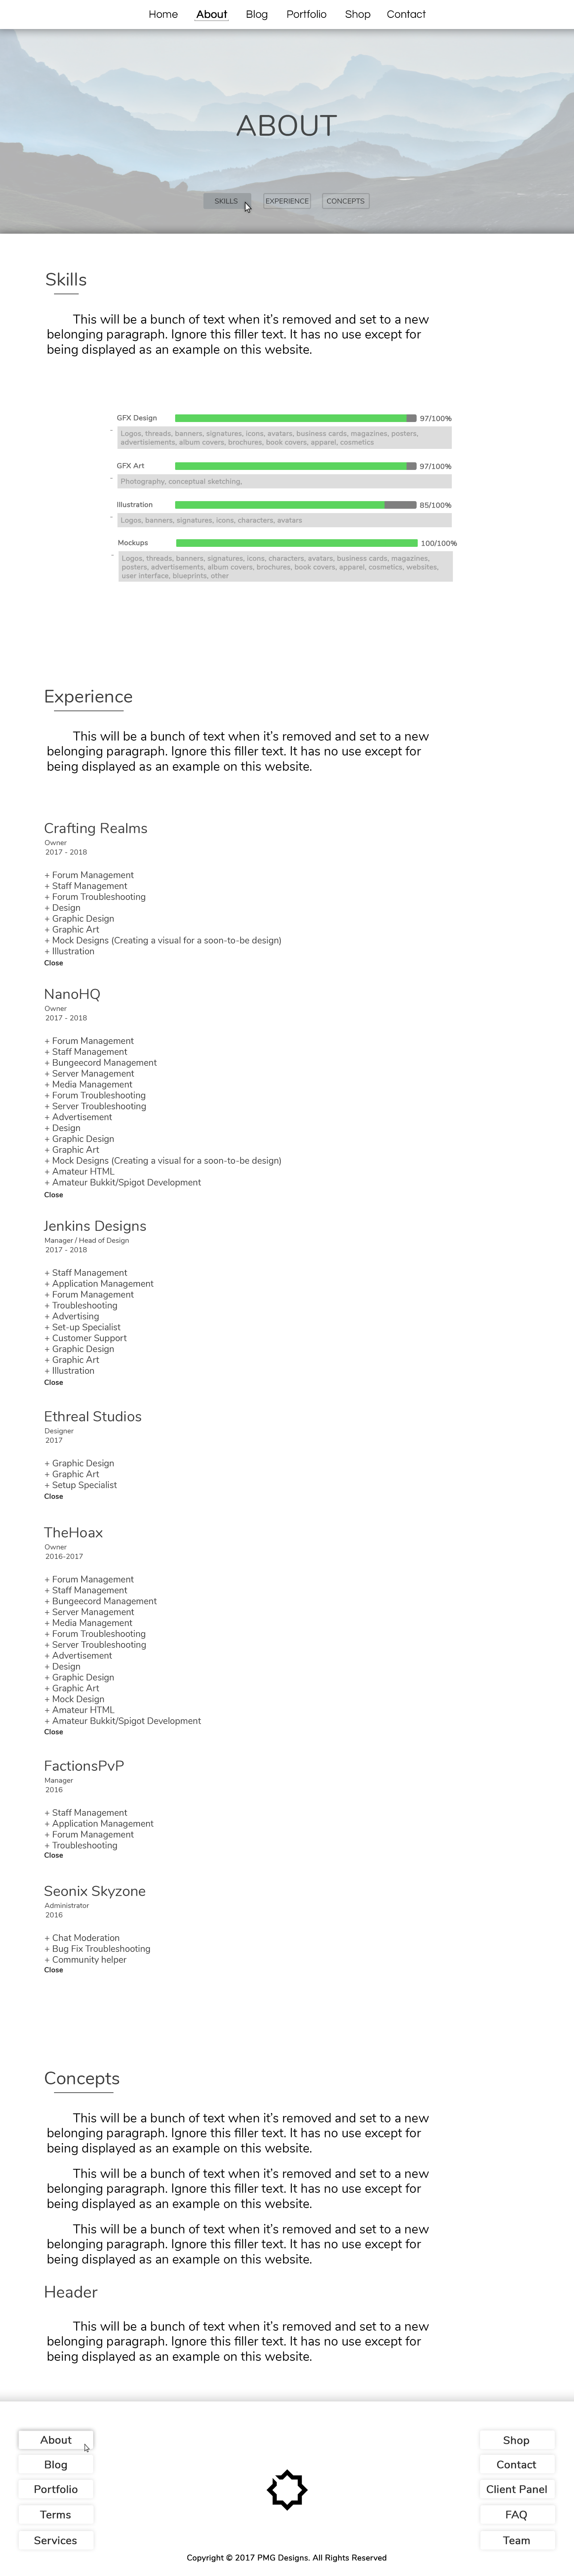 Home About Blog Portfolio Shop Contact
ABOUT
SKILLS EXPERIENCE CONCEPTS
Skills
This will be a bunch of text when it's removed and set to a new
belonging paragraph. Ignore this filler text. It has no use except for
being displayed as an example on this website.
GFX Design 97/100%
- Logos, threads, banners, signatures, icons, avatars, business cards, magazines, posters,
advertisiements, album covers, brochures, book covers, apparel, cosmetics
GFX Art 97/100%
- Photography, conceptual sketching,
Illustration 85/100%
- Logos, banners, signatures, icons, characters, avatars
Mockups 100/100%
- Logos, threads, banners, signatures, icons, characters, avatars, business cards, magazines,
posters, advertisements, album covers, brochures, book covers, apparel, cosmetics, websites,
user interface, blueprints, other
Experience
This will be a bunch of text when it's removed and set to a new
belonging paragraph. Ignore this filler text. It has no use except for
being displayed as an example on this website.
Crafting Realms
Owner
2017 - 2018
+ Forum Management
+ Staff Management
+ Forum Troubleshooting
+ Design
+ Graphic Design
+ Graphic Art
+ Mock Designs (Creating a visual for a soon-to-be design)
+ Illustration
Close
NanoHQ
Owner
2017 - 2018
+ Forum Management
+ Staff Management
+ Bungeecord Management
+ Server Management
+ Media Management
+ Forum Troubleshooting
+ Server Troubleshooting
+ Advertisement
+ Design
+ Graphic Design
+ Graphic Art
+ Mock Designs (Creating a visual for a soon-to-be design)
+ Amateur HTML
+ Amateur Bukkit/Spigot Development
Close
Jenkins Designs
Manager / Head of Design
2017 - 2018
+ Staff Management
+ Application Management
+ Forum Management
+ Troubleshooting
+ Advertising
+ Set-up Specialist
+ Customer Support
+ Graphic Design
+ Graphic Art
+ Illustration
Close
Ethreal Studios
Designer
2017
+ Graphic Design
+ Graphic Art
+ Setup Specialist
Close
TheHoax
Owner
2016-2017
+ Forum Management
+ Staff Management
+ Bungeecord Management
+ Server Management
+ Media Management
+ Forum Troubleshooting
+ Server Troubleshooting
+ Advertisement
+ Design
+ Graphic Design
+ Graphic Art
+ Mock Design
+ Amateur HTML
+ Amateur Bukkit/Spigot Development
Close
FactionsPvP
Manager
2016
+ Staff Management
+ Application Management
+ Forum Management
+ Troubleshooting
Close
Seonix Skyzone
Administrator
2016
+ Chat Moderation
+ Bug Fix Troubleshooting
+ Community helper
Close
Concepts
This will be a bunch of text when it's removed and set to a new
belonging paragraph. Ignore this filler text. It has no use except for
being displayed as an example on this website.
This will be a bunch of text when it's removed and set to a new
belonging paragraph. Ignore this filler text. It has no use except for
being displayed as an example on this website.
This will be a bunch of text when it's removed and set to a new
belonging paragraph. Ignore this filler text. It has no use except for
being displayed as an example on this website.
Header
This will be a bunch of text when it's removed and set to a new
belonging paragraph. Ignore this filler text. It has no use except for
being displayed as an example on this website.
About
Blog
Portfolio
Terms
Services
Shop
Contact
Client Panel
FAQ
Team
Copyright © 2017 PMG Designs. All Rights Reserved